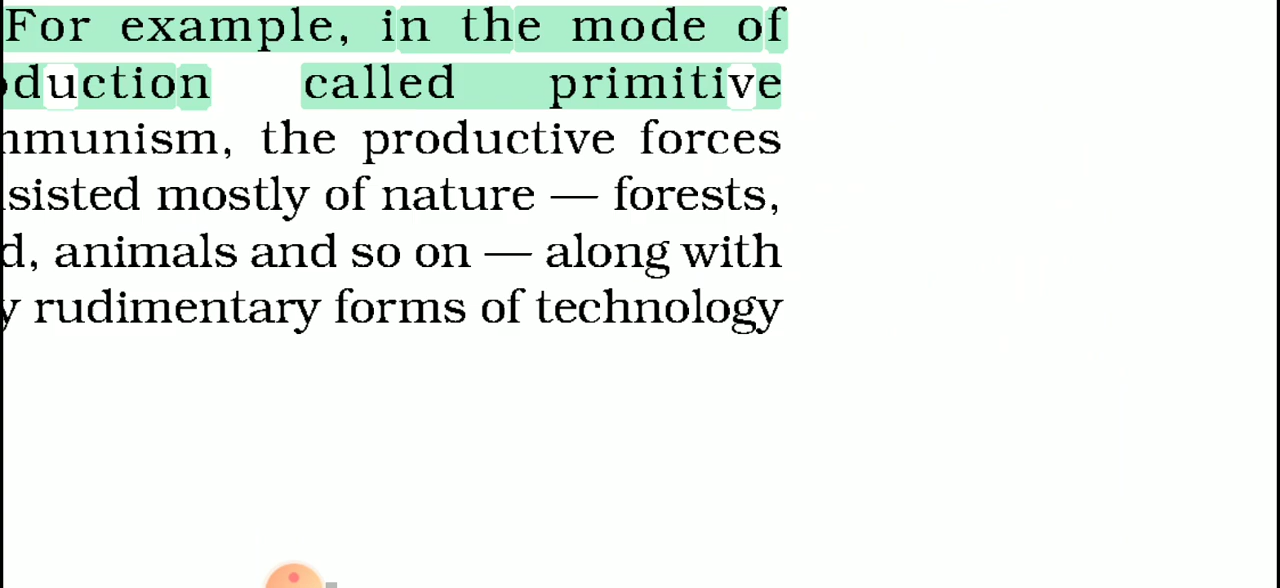 For example, in the mode of
duction called primitive
mmunism, the productive forces
sisted mostly of nature — forests,
d, animals and so on — along with
y rudimentary forms of technology